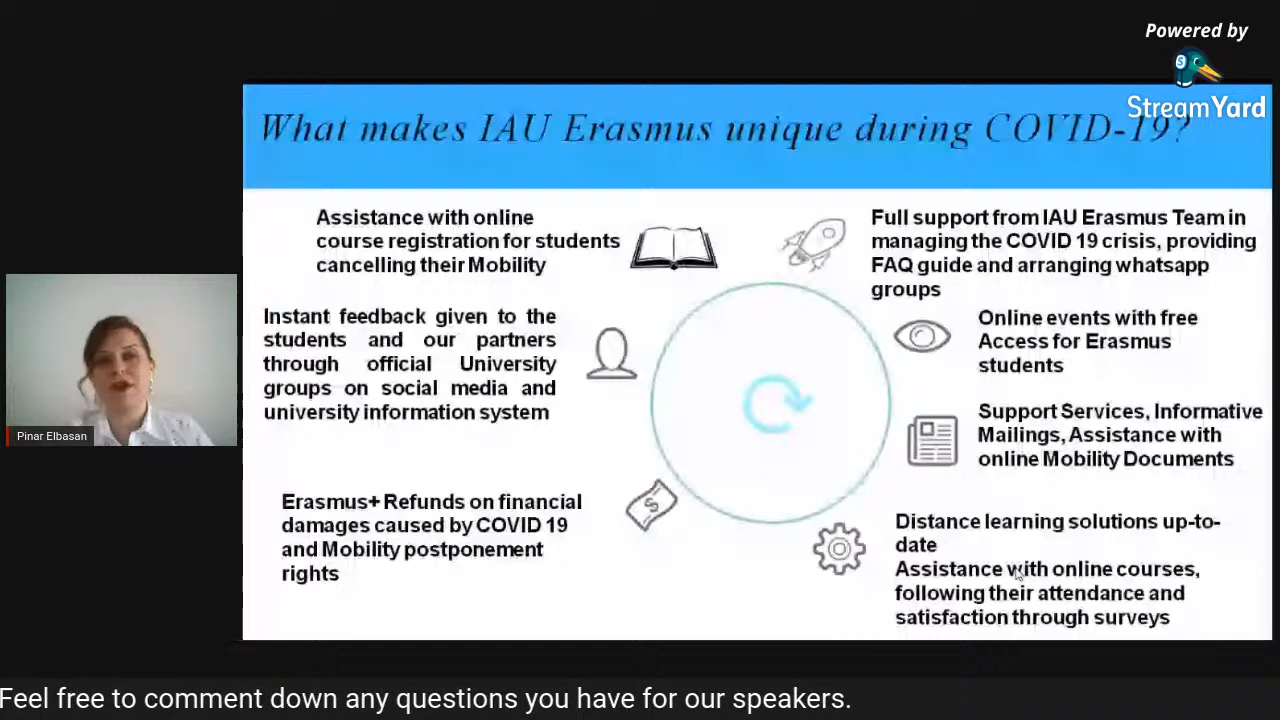 Powered by
StreamYard
What makes IAU Erasmus unique during COVID-19?
Assistance with online
course registration for students
cancelling their Mobility
Full support from IAU Erasmus Team in
managing the COVID 19 crisis, providing
FAQ guide and arranging whatsapp
groups
Instant feedback given to the
students and our partners
through official University
groups on social media and
university information system
Online events with free
Access for Erasmus
students
Support Services, Informative
Mailings, Assistance with
online Mobility Documents
Erasmus+ Refunds on financial
damages caused by COVID 19
and Mobility postponement
rights
$
Distance learning solutions up-to-
date
Assistance with online courses,
following their attendance and
satisfaction through surveys
Pinar Elbasan
Feel free to comment down any questions you have for our speakers.